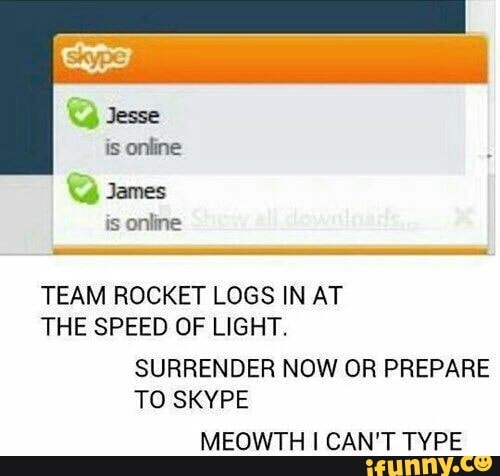 skype
Jesse
is online
James
is online
Show all downloads...
TEAM ROCKET LOGS IN AT
THE SPEED OF LIGHT.
SURRENDER NOW OR PREPARE
TO SKYPE
MEOWTH I CAN'T TYPE
ifunny.co